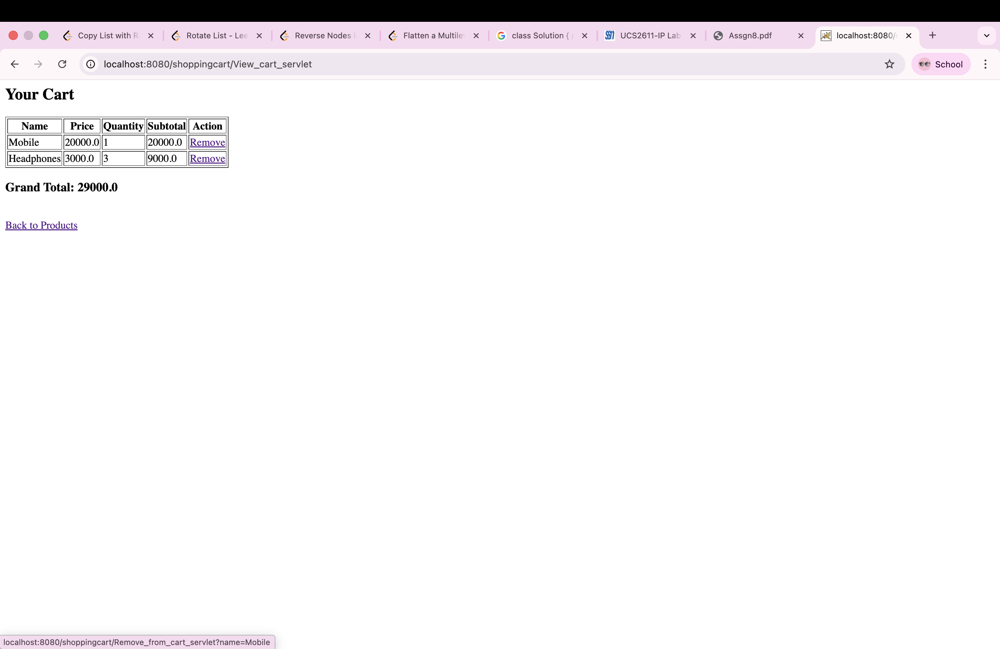 Copy List with R
Rotate List - Lee
Reverse Nodes i
Flatten a Multile
class Solution {
UCS2611-IP Lab
Assgn8.pdf
localhost:8080/s
localhost:8080/shoppingcart/View_cart_servlet
School
Your Cart
Name Price Quantity Subtotal Action
Mobile 20000.0 1 20000.0 Remove
Headphones 3000.0 3 9000.0 Remove
Grand Total: 29000.0
Back to Products
localhost:8080/shoppingcart/Remove_from_cart_servlet?name=Mobile